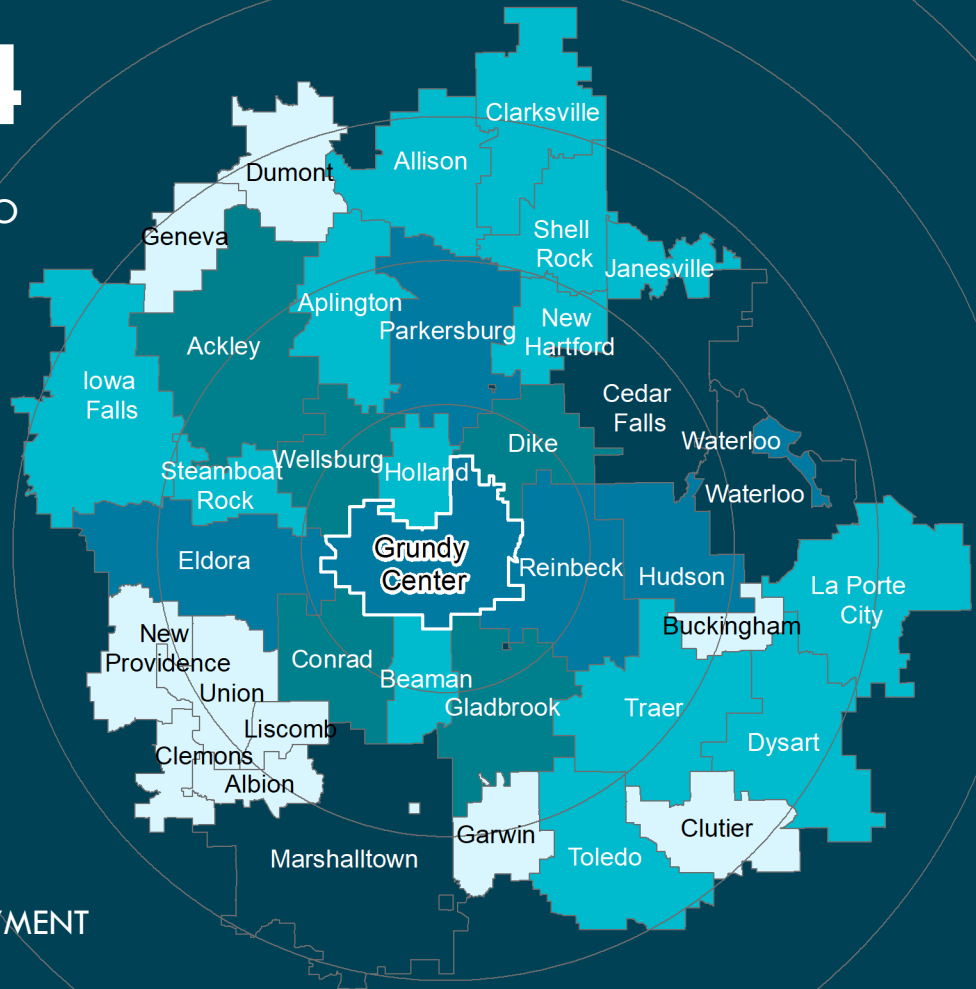 4
Clarksville
Allison
Dumont
O
Shell
Rock
Geneva
Janesville
Aplington
New
Hartford
Parkersburg
Ackley
Iowa
Falls
Cedar
Falls
Waterloo
Dike
Wellsburg
Holland
Steamboat
Rock
Waterloo
Grundy
Center
Eldora
Reinbeck
Hudson
La Porte
City
Buckingham
New
Providence
Conrad
Beaman
Union
Gladbrook
Traer
Liscomb
Dysart
Clemons
Albion
Garwin
Clutier
Marshalltown
Toledo
YMENT